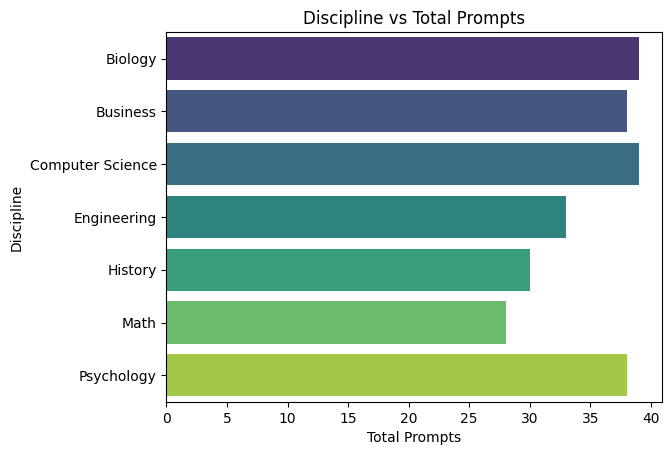 Discipline vs Total Prompts
Discipline
Biology
Business
Computer Science
Engineering
History
Math
Psychology
0 5 10 15 20 25 30 35 40
Total Prompts